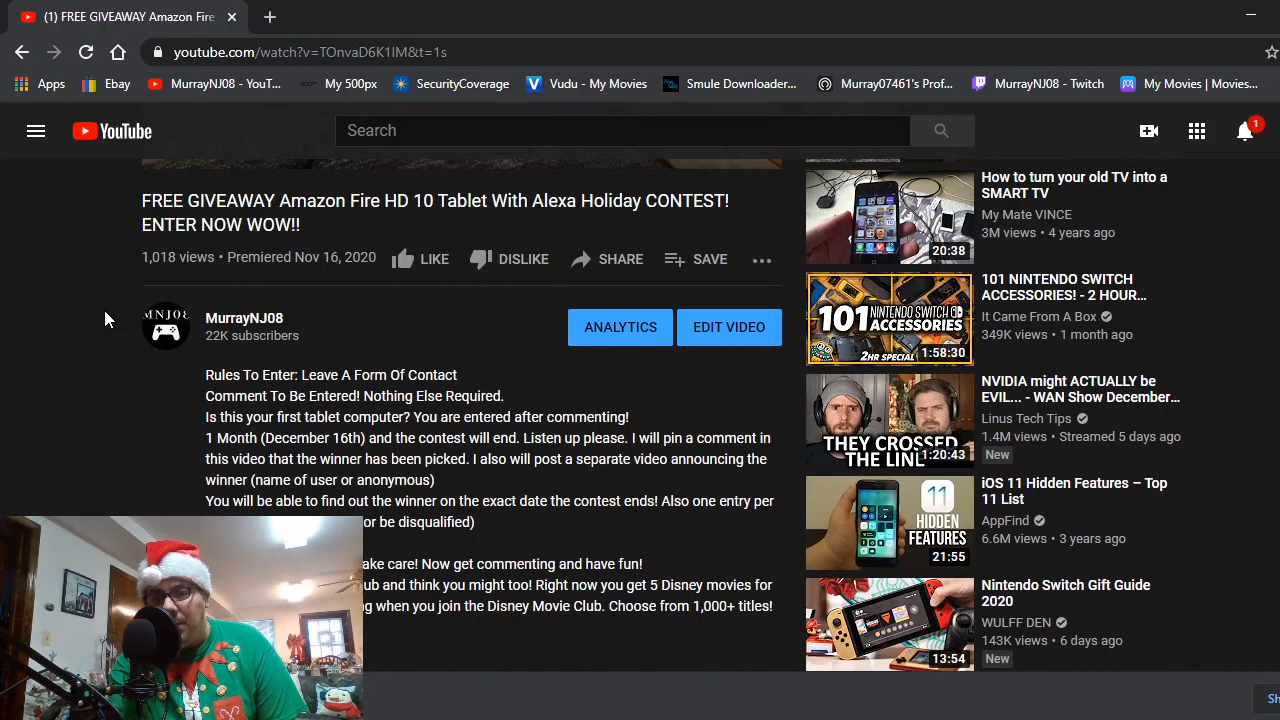 (1) FREE GIVEAWAY Amazon Fire
youtube.com/watch?v=TOnvaD6K1IM&t=1s
Apps
Ebay
MurrayNJ08 - YouT...
My 500px
SecurityCoverage
Vudu - My Movies
Smule Downloader...
Murray07461's Prof...
MurrayNJ08 - Twitch
My Movies | Movies...
YouTube
Search
1
FREE GIVEAWAY Amazon Fire HD 10 Tablet With Alexa Holiday CONTEST!
ENTER NOW WOW!!
1,018 views • Premiered Nov 16, 2020
LIKE
DISLIKE
SHARE
SAVE
MNJ08
MurrayNJ08
22K subscribers
ANALYTICS
EDIT VIDEO
Rules To Enter: Leave A Form Of Contact
Comment To Be Entered! Nothing Else Required.
Is this your first tablet computer? You are entered after commenting!
1 Month (December 16th) and the contest will end. Listen up please. I will pin a comment in
this video that the winner has been picked. I also will post a separate video announcing the
winner (name of user or anonymous)
You will be able to find out the winner on the exact date the contest ends! Also one entry per
or be disqualified)
ake care! Now get commenting and have fun!
ub and think you might too! Right now you get 5 Disney movies for
g when you join the Disney Movie Club. Choose from 1,000+ titles!
20:38
How to turn your old TV into a
SMART TV
My Mate VINCE
3M views • 4 years ago
101 NINTENDO SWITCH
ACCESSORIES
2HR SPECIAL
1:58:30
101 NINTENDO SWITCH
ACCESSORIES! - 2 HOUR...
It Came From A Box
349K views • 1 month ago
THEY CROSSED
THE LINE
1:20:43
NVIDIA might ACTUALLY be
EVIL... - WAN Show December...
Linus Tech Tips
1.4M views • Streamed 5 days ago
New
11
HIDDEN
FEATURES
21:55
iOS 11 Hidden Features – Top
11 List
AppFind
6.6M views • 3 years ago
13:54
Nintendo Switch Gift Guide
2020
WULFF DEN
143K views • 6 days ago
New
Sh